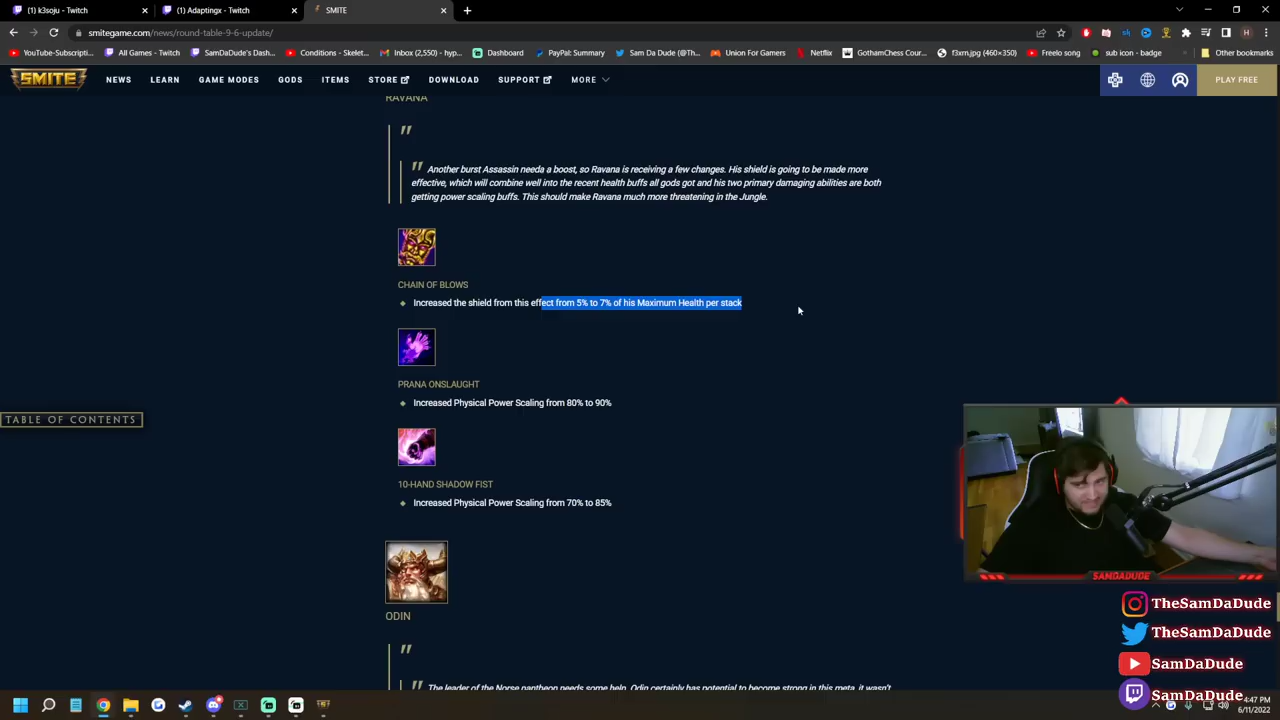 (1) k3soju - Twitch
(1) Adaptingx - Twitch
SMITE
smitegame.com/news/round-table-9-6-update/
YouTube-Subscripti...
All Games - Twitch
SamDaDude's Dash...
Conditions - Skelet...
Inbox (2,550) - hyp...
Dashboard
PayPal: Summary
Sam Da Dude (@Th...
Union For Gamers
Netflix
GothamChess Cour...
f3xrn.jpg (460×350)
Freelo song
sub icon - badge
Other bookmarks
SMITE
NEWS
LEARN
GAME MODES
GODS
ITEMS
STORE
DOWNLOAD
SUPPORT
MORE
PLAY FREE
RAVANA
"
" Another burst Assassin needa a boost, so Ravana is receiving a few changes. His shield is going to be made more
effective, which will combine well into the recent health buffs all gods got and his two primary damaging abilities are both
getting power scaling buffs. This should make Ravana much more threatening in the Jungle.
CHAIN OF BLOWS
Increased the shield from this effect from 5% to 7% of his Maximum Health per stack
PRANA ONSLAUGHT
Increased Physical Power Scaling from 80% to 90%
TABLE OF CONTENTS
10-HAND SHADOW FIST
Increased Physical Power Scaling from 70% to 85%
ODIN
"
" The leader of the Norse pantheon needs some help. Odin certainly has potential to become strong in this meta, it wasn't
SAMDADUDE
TheSamDaDude
TheSamDaDude
SamDaDude
SamDaDude
4:47 PM
6/11/2022